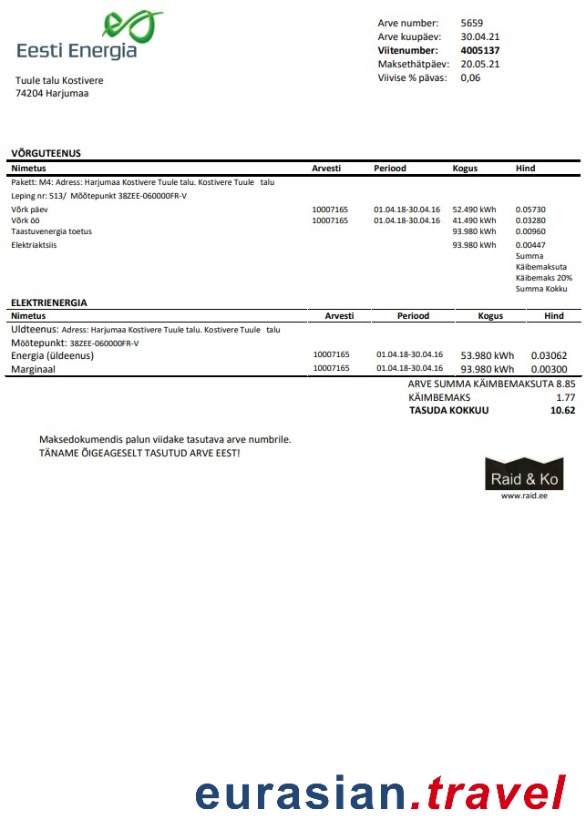 Eesti Energia
Arve number: 5659
Arve kuupäev: 30.04.21
Viitenumber: 4005137
Maksethätpäev: 20.05.21
Viivise % pävas: 0,06
Tuule talu Kostivere
74204 Harjumaa
VÕRGUTEENUS
Nimetus Arvesti Periood Kogus Hind
Pakett: M4: Adress: Harjumaa Kostivere Tuule talu. Kostivere Tuule talu
Leping nr: 513/ Mõõtepunkt 38ZEE-060000FR-V
Võrk päev 10007165 01.04.18-30.04.16 52.490 kWh 0.05730
Võrk öö 10007165 01.04.18-30.04.16 41.490 kWh 0.03280
Taastuvenergia toetus 93.980 kWh 0.00960
Elektriaktsiis 93.980 kWh 0.00447
Summa
Käibemaksuta
Käibemaks 20%
Summa Kokku
ELEKTRIENERGIA
Nimetus Arvesti Periood Kogus Hind
Uldteenus: Adress: Harjumaa Kostivere Tuule talu. Kostivere Tuule talu
Möötepunkt: 38ZEE-060000FR-V
Energia (üldeenus) 10007165 01.04.18-30.04.16 53.980 kWh 0.03062
Marginaal 10007165 01.04.18-30.04.16 93.980 kWh 0.00300
ARVE SUMMA KÄIMBEMAKSUTA 8.85
KÄIMBEMAKS 1.77
TASUDA KOKKUU 10.62
Maksedokumendis palun viidake tasutava arve numbrile.
TÄNAME ÕIGEAGESELT TASUTUD ARVE EEST!
Raid & Ko
www.raid.ee
eurasian.travel